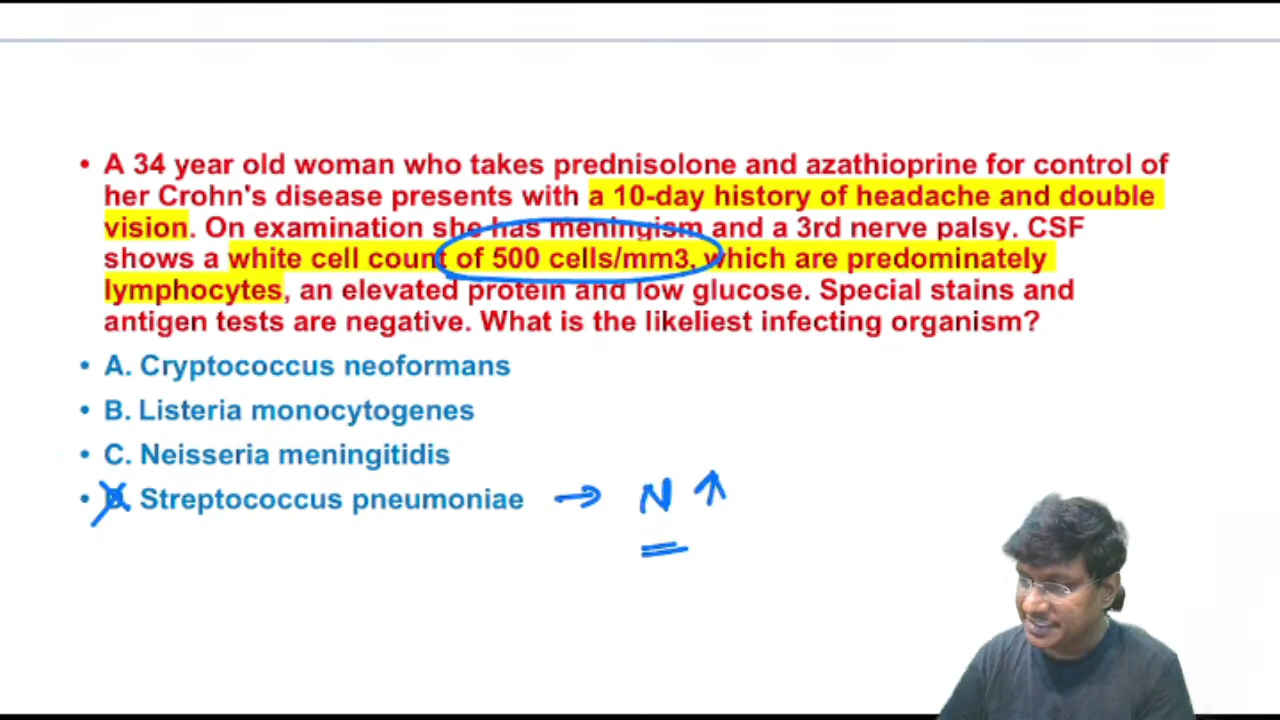 • A 34 year old woman who takes prednisolone and azathioprine for control of
her Crohn's disease presents with a 10-day history of headache and double
vision. On examination she has meningism and a 3rd nerve palsy. CSF
shows a white cell count of 500 cells/mm3, which are predominately
lymphocytes, an elevated protein and low glucose. Special stains and
antigen tests are negative. What is the likeliest infecting organism?
• A. Cryptococcus neoformans
• B. Listeria monocytogenes
• C. Neisseria meningitidis
• D. Streptococcus pneumoniae → N ↑